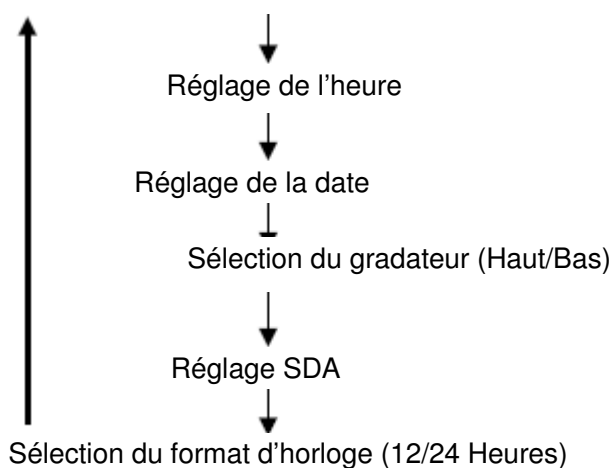 Réglage de l'heure
Réglage de la date
Sélection du gradateur (Haut/Bas)
Réglage SDA
Sélection du format d'horloge (12/24 Heures)